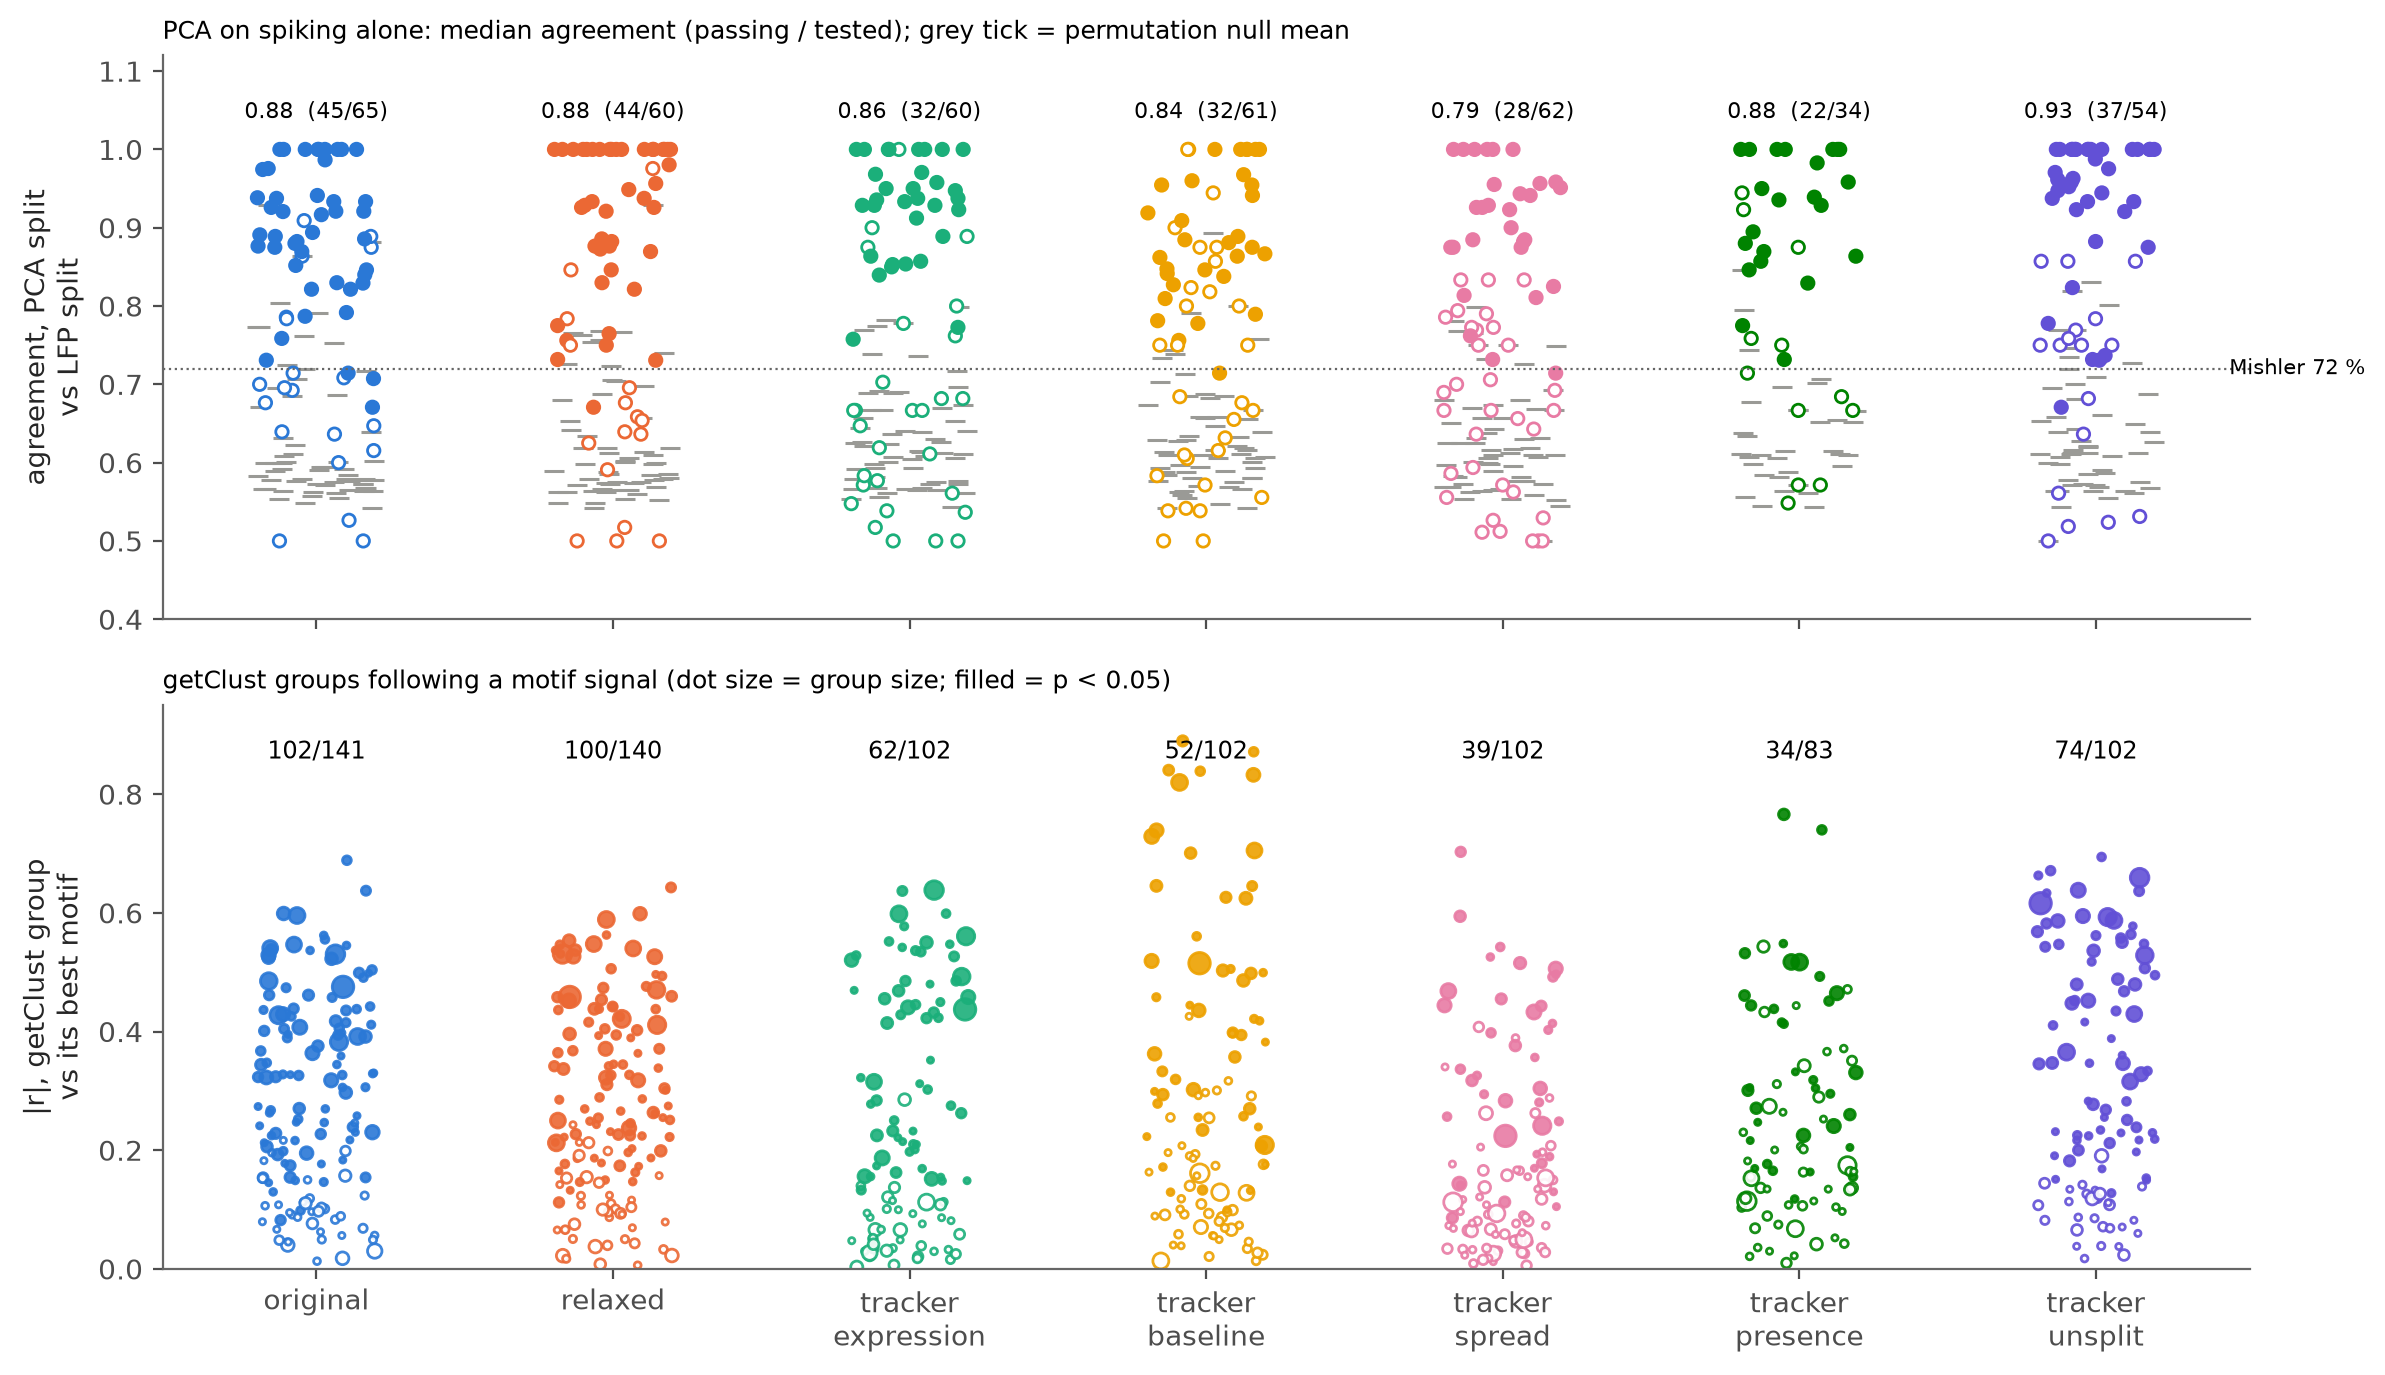 PCA on spiking alone: median agreement (passing / tested); grey tick = permutation null mean
agreement, PCA split
vs LFP split
1.1
1.0
0.9
0.8
0.7
0.6
0.5
0.4
0.88 (45/65)
0.88 (44/60)
0.86 (32/60)
0.84 (32/61)
0.79 (28/62)
0.88 (22/34)
0.93 (37/54)
Mishler 72 %
getClust groups following a motif signal (dot size = group size; filled = p < 0.05)
|r|, getClust group
vs its best motif
0.8
0.6
0.4
0.2
0.0
102/141
100/140
62/102
52/102
39/102
34/83
74/102
original
relaxed
tracker
expression
tracker
baseline
tracker
spread
tracker
presence
tracker
unsplit